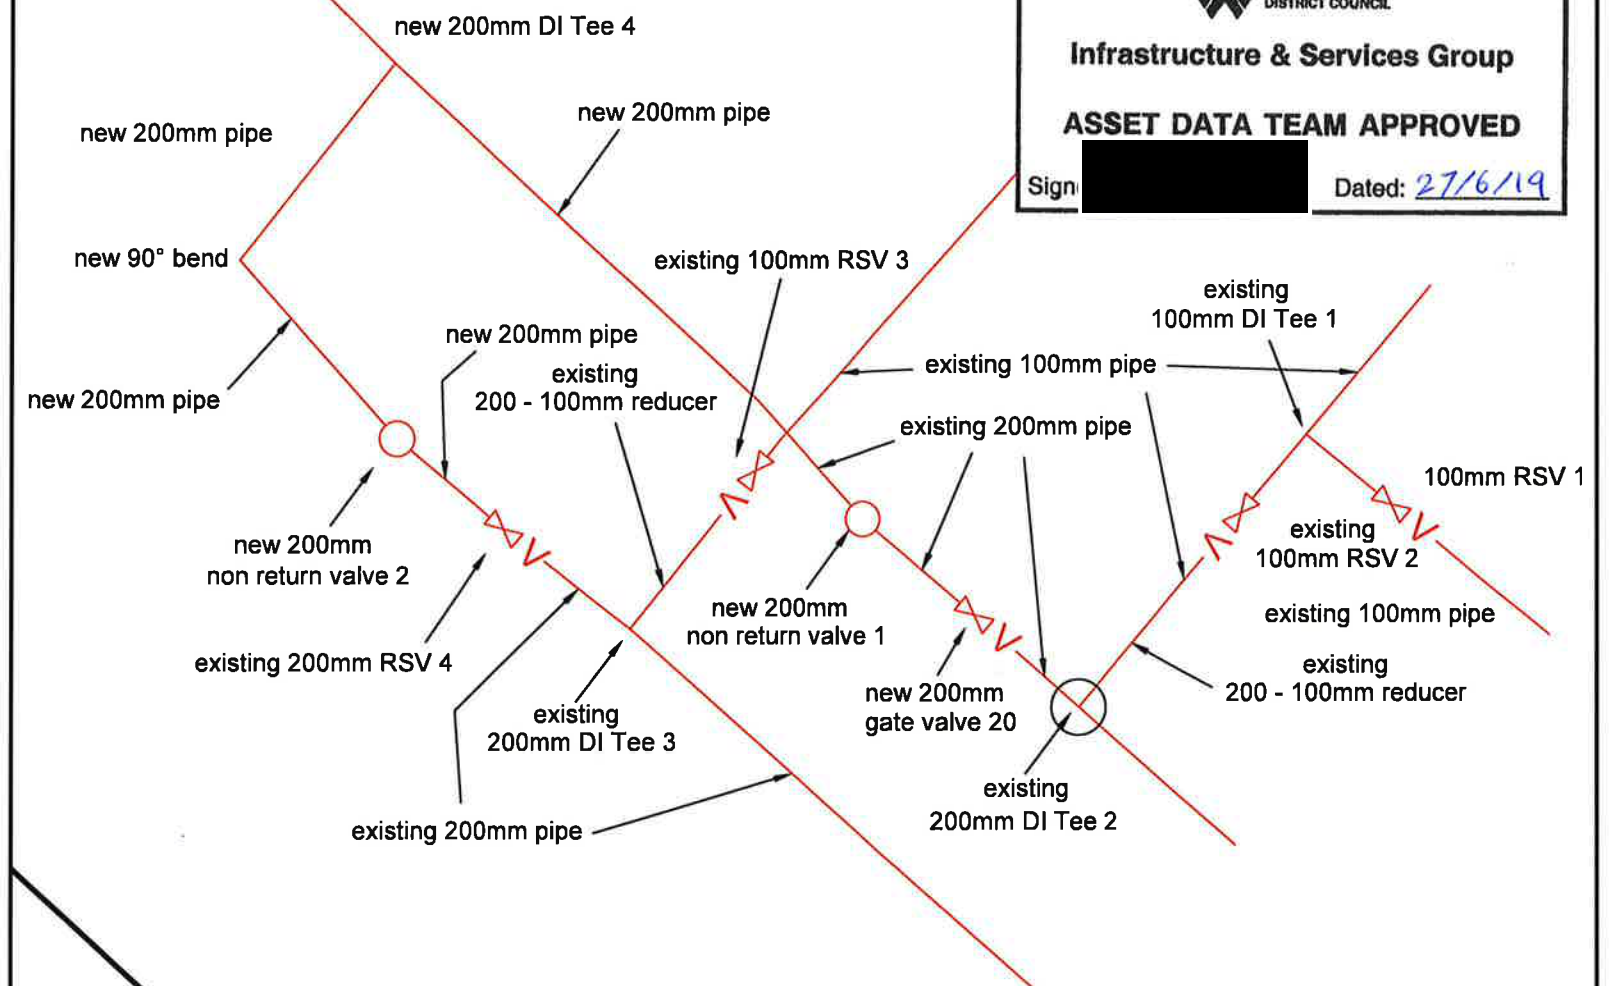 new 200mm DI Tee 4
DISTRICT COUNCIL
Infrastructure & Services Group
ASSET DATA TEAM APPROVED
Dated: 27/6/19
new 200mm pipe
new 200mm pipe
new 90° bend
existing 100mm RSV 3
existing
100mm DI Tee 1
new 200mm pipe
existing
200 - 100mm reducer
existing 100mm pipe
new 200mm pipe
existing 200mm pipe
100mm RSV 1
existing
100mm RSV 2
new 200mm
non return valve 2
new 200mm
non return valve 1
existing 100mm pipe
existing 200mm RSV 4
existing
200 - 100mm reducer
new 200mm
gate valve 20
existing
200mm DI Tee 3
existing
200mm DI Tee 2
existing 200mm pipe